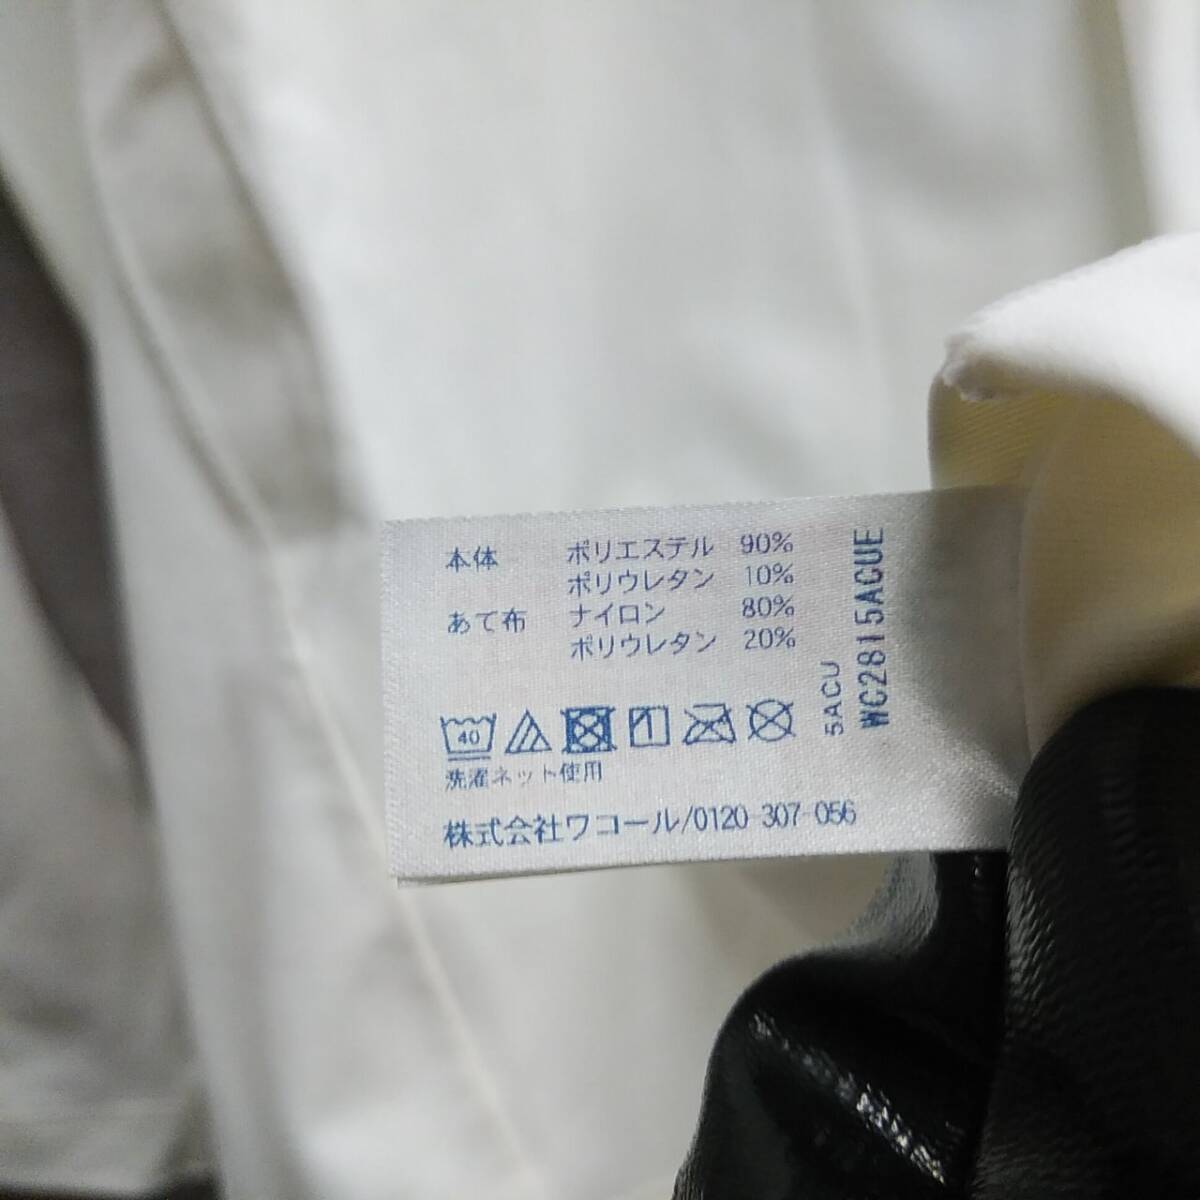 本体 ポリエステル 90%
ポリウレタン 10%
あて布 ナイロン 80%
ポリウレタン 20%
40
洗濯ネット使用
株式会社ワコール/0120-307-056
5ACU
WC2815ACUE